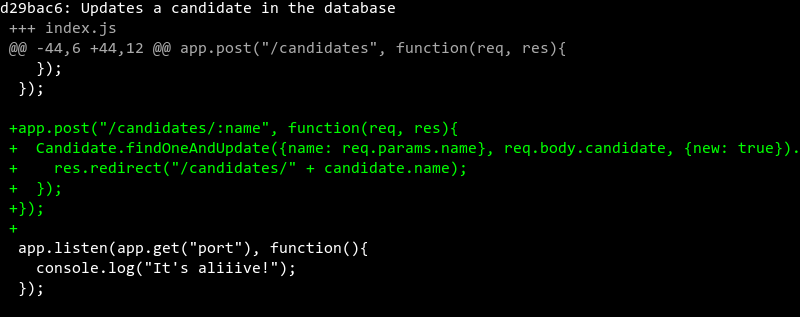 d29bac6: Updates a candidate in the database
+++ index.js
@@ -44,6 +44,12 @@ app.post("/candidates", function(req, res){
   });
 });

+app.post("/candidates/:name", function(req, res){
+  Candidate.findOneAndUpdate({name: req.params.name}, req.body.candidate, {new: true}).
+    res.redirect("/candidates/" + candidate.name);
+  });
+});
+
 app.listen(app.get("port"), function(){
   console.log("It's aliiive!");
 });